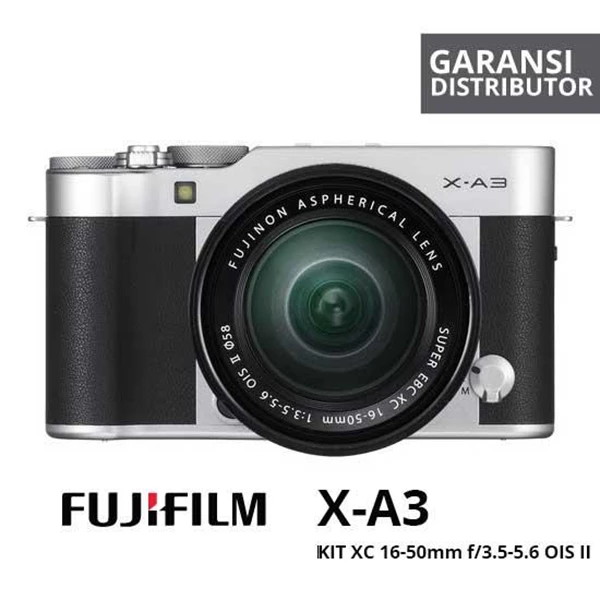 GARANSI
DISTRIBUTOR
X-A3
FUJINON ASPHERICAL LENS
SUPER EBC XC 16-50mm 1:3.5-5.6 OIS II Ø58
M
FUJIFILM
X-A3
KIT XC 16-50mm f/3.5-5.6 OIS II